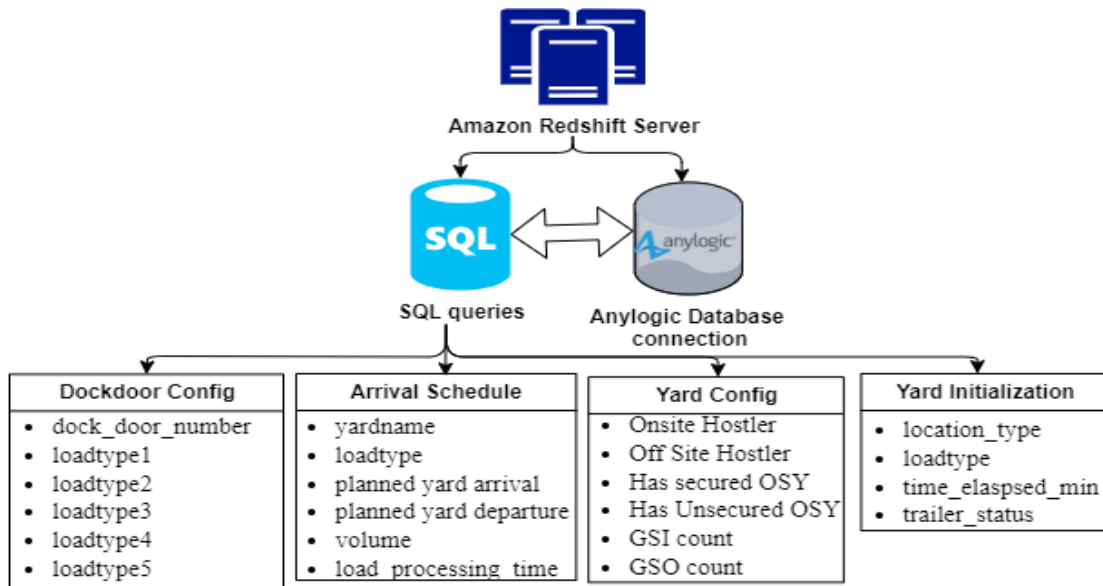 Amazon Redshift Server
SQL
anylogic
SQL queries
Anylogic Database
connection
Dockdoor Config
• dock_door_number
• loadtype1
• loadtype2
• loadtype3
• loadtype4
• loadtype5
Arrival Schedule
• yardname
• loadtype
• planned yard arrival
• planned yard departure
• volume
• load_processing_time
Yard Config
• Onsite Hostler
• Off Site Hostler
• Has secured OSY
• Has Unsecured OSY
• GSI count
• GSO count
Yard Initialization
• location_type
• loadtype
• time_elaspsed_min
• trailer_status